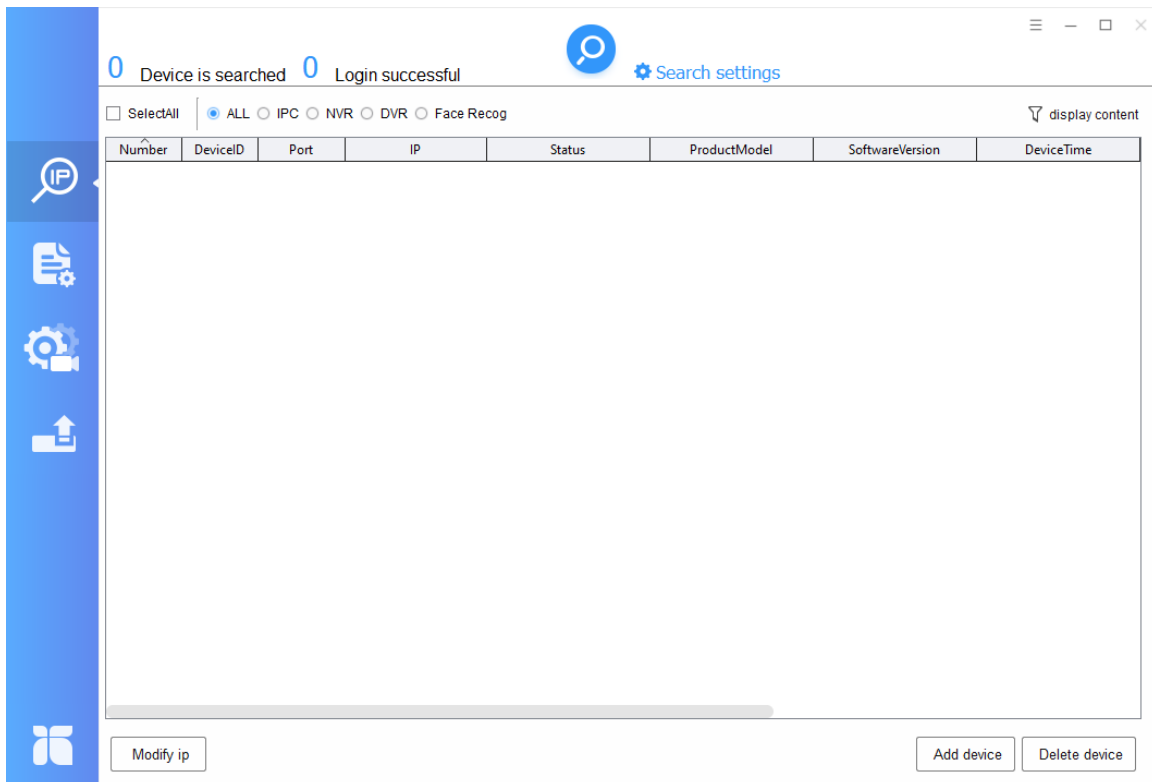 0 Device is searched 0 Login successful Search settings
SelectAll ALL IPC NVR DVR Face Recog display content
Number DeviceID Port IP Status ProductModel SoftwareVersion DeviceTime
IP
Modify ip Add device Delete device